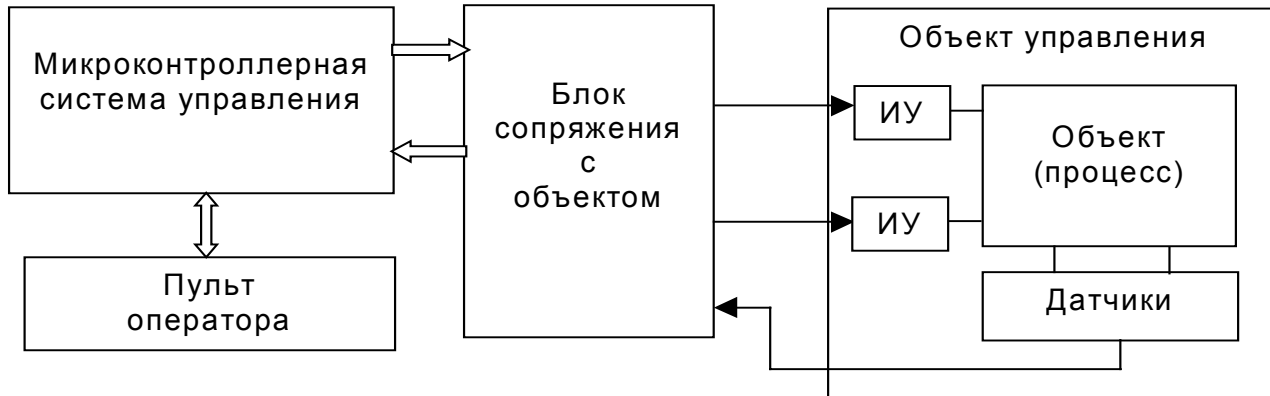 Микроконтроллерная
система управления
Пульт
оператора
Блок
сопряжения
с
объектом
Объект управления
ИУ
ИУ
Объект
(процесс)
Датчики